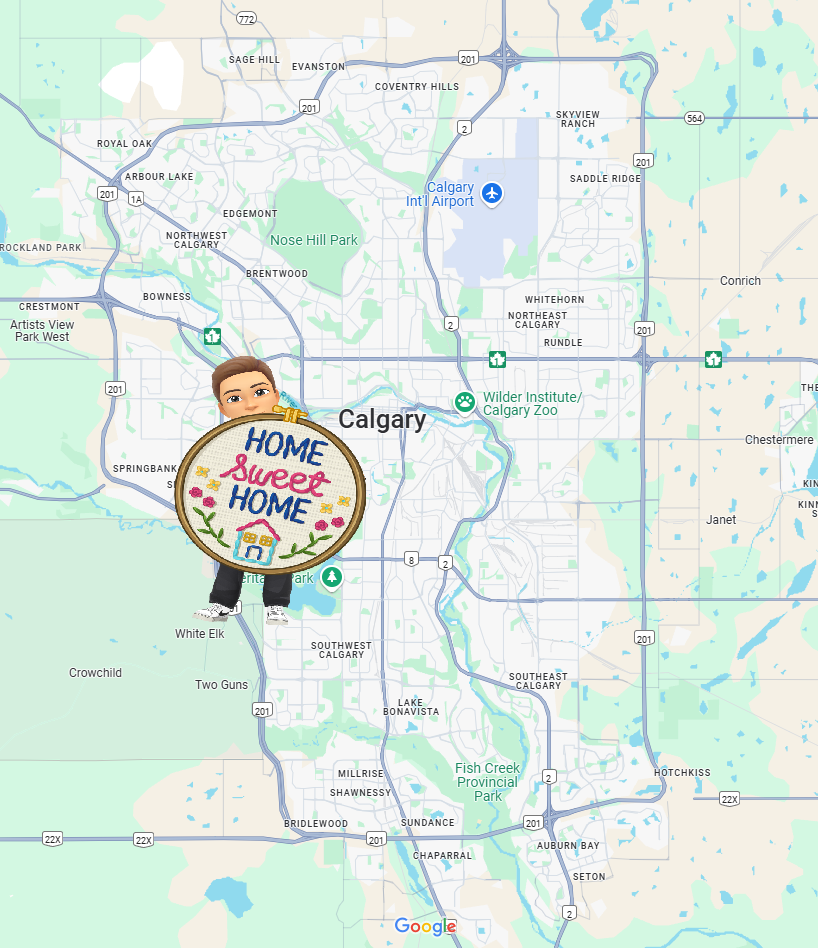 772
SAGE HILL
EVANSTON
201
COVENTRY HILLS
201
SKYVIEW
RANCH
564
2
ROYAL OAK
201
ARBOUR LAKE
SADDLE RIDGE
201
1A
Calgary
Int'l Airport
EDGEMONT
NORTHWEST
CALGARY
Nose Hill Park
ROCKLAND PARK
BRENTWOOD
Conrich
BOWNESS
WHITEHORN
CRESTMONT
NORTHEAST
CALGARY
2
201
Artists View
Park West
1
RUNDLE
1
1
201
Wilder Institute/
Calgary Zoo
Calgary
Chestermere
HOME
sweet
HOME
SPRINGBANK
Janet
8
2
White Elk
201
SOUTHWEST
CALGARY
Crowchild
Two Guns
SOUTHEAST
CALGARY
201
LAKE
BONAVISTA
Fish Creek
Provincial
Park
MILLRISE
2
HOTCHKISS
SHAWNESSY
22X
BRIDLEWOOD
SUNDANCE
201
22X
22X
201
AUBURN BAY
CHAPARRAL
SETON
2
Google